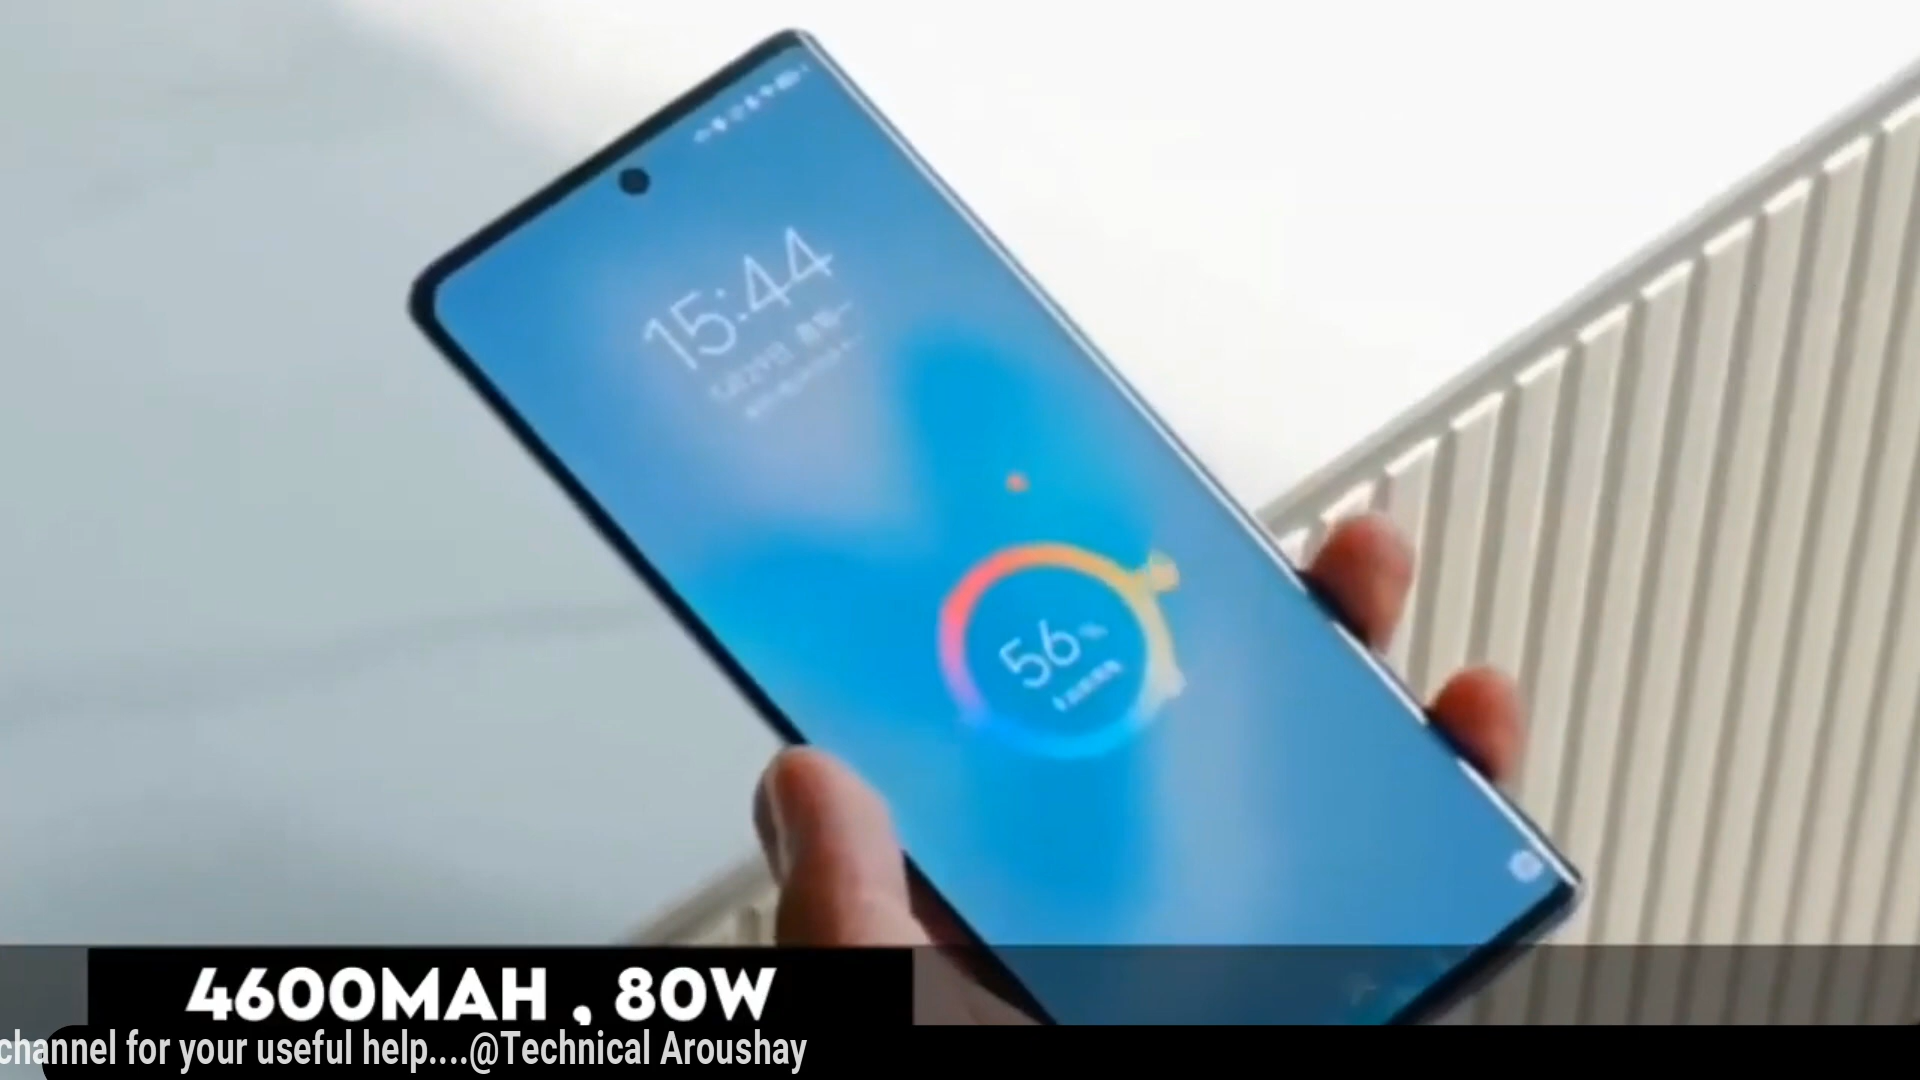 15:44
56%
4600MAH , 80W
channel for your useful help....@Technical Aroushay